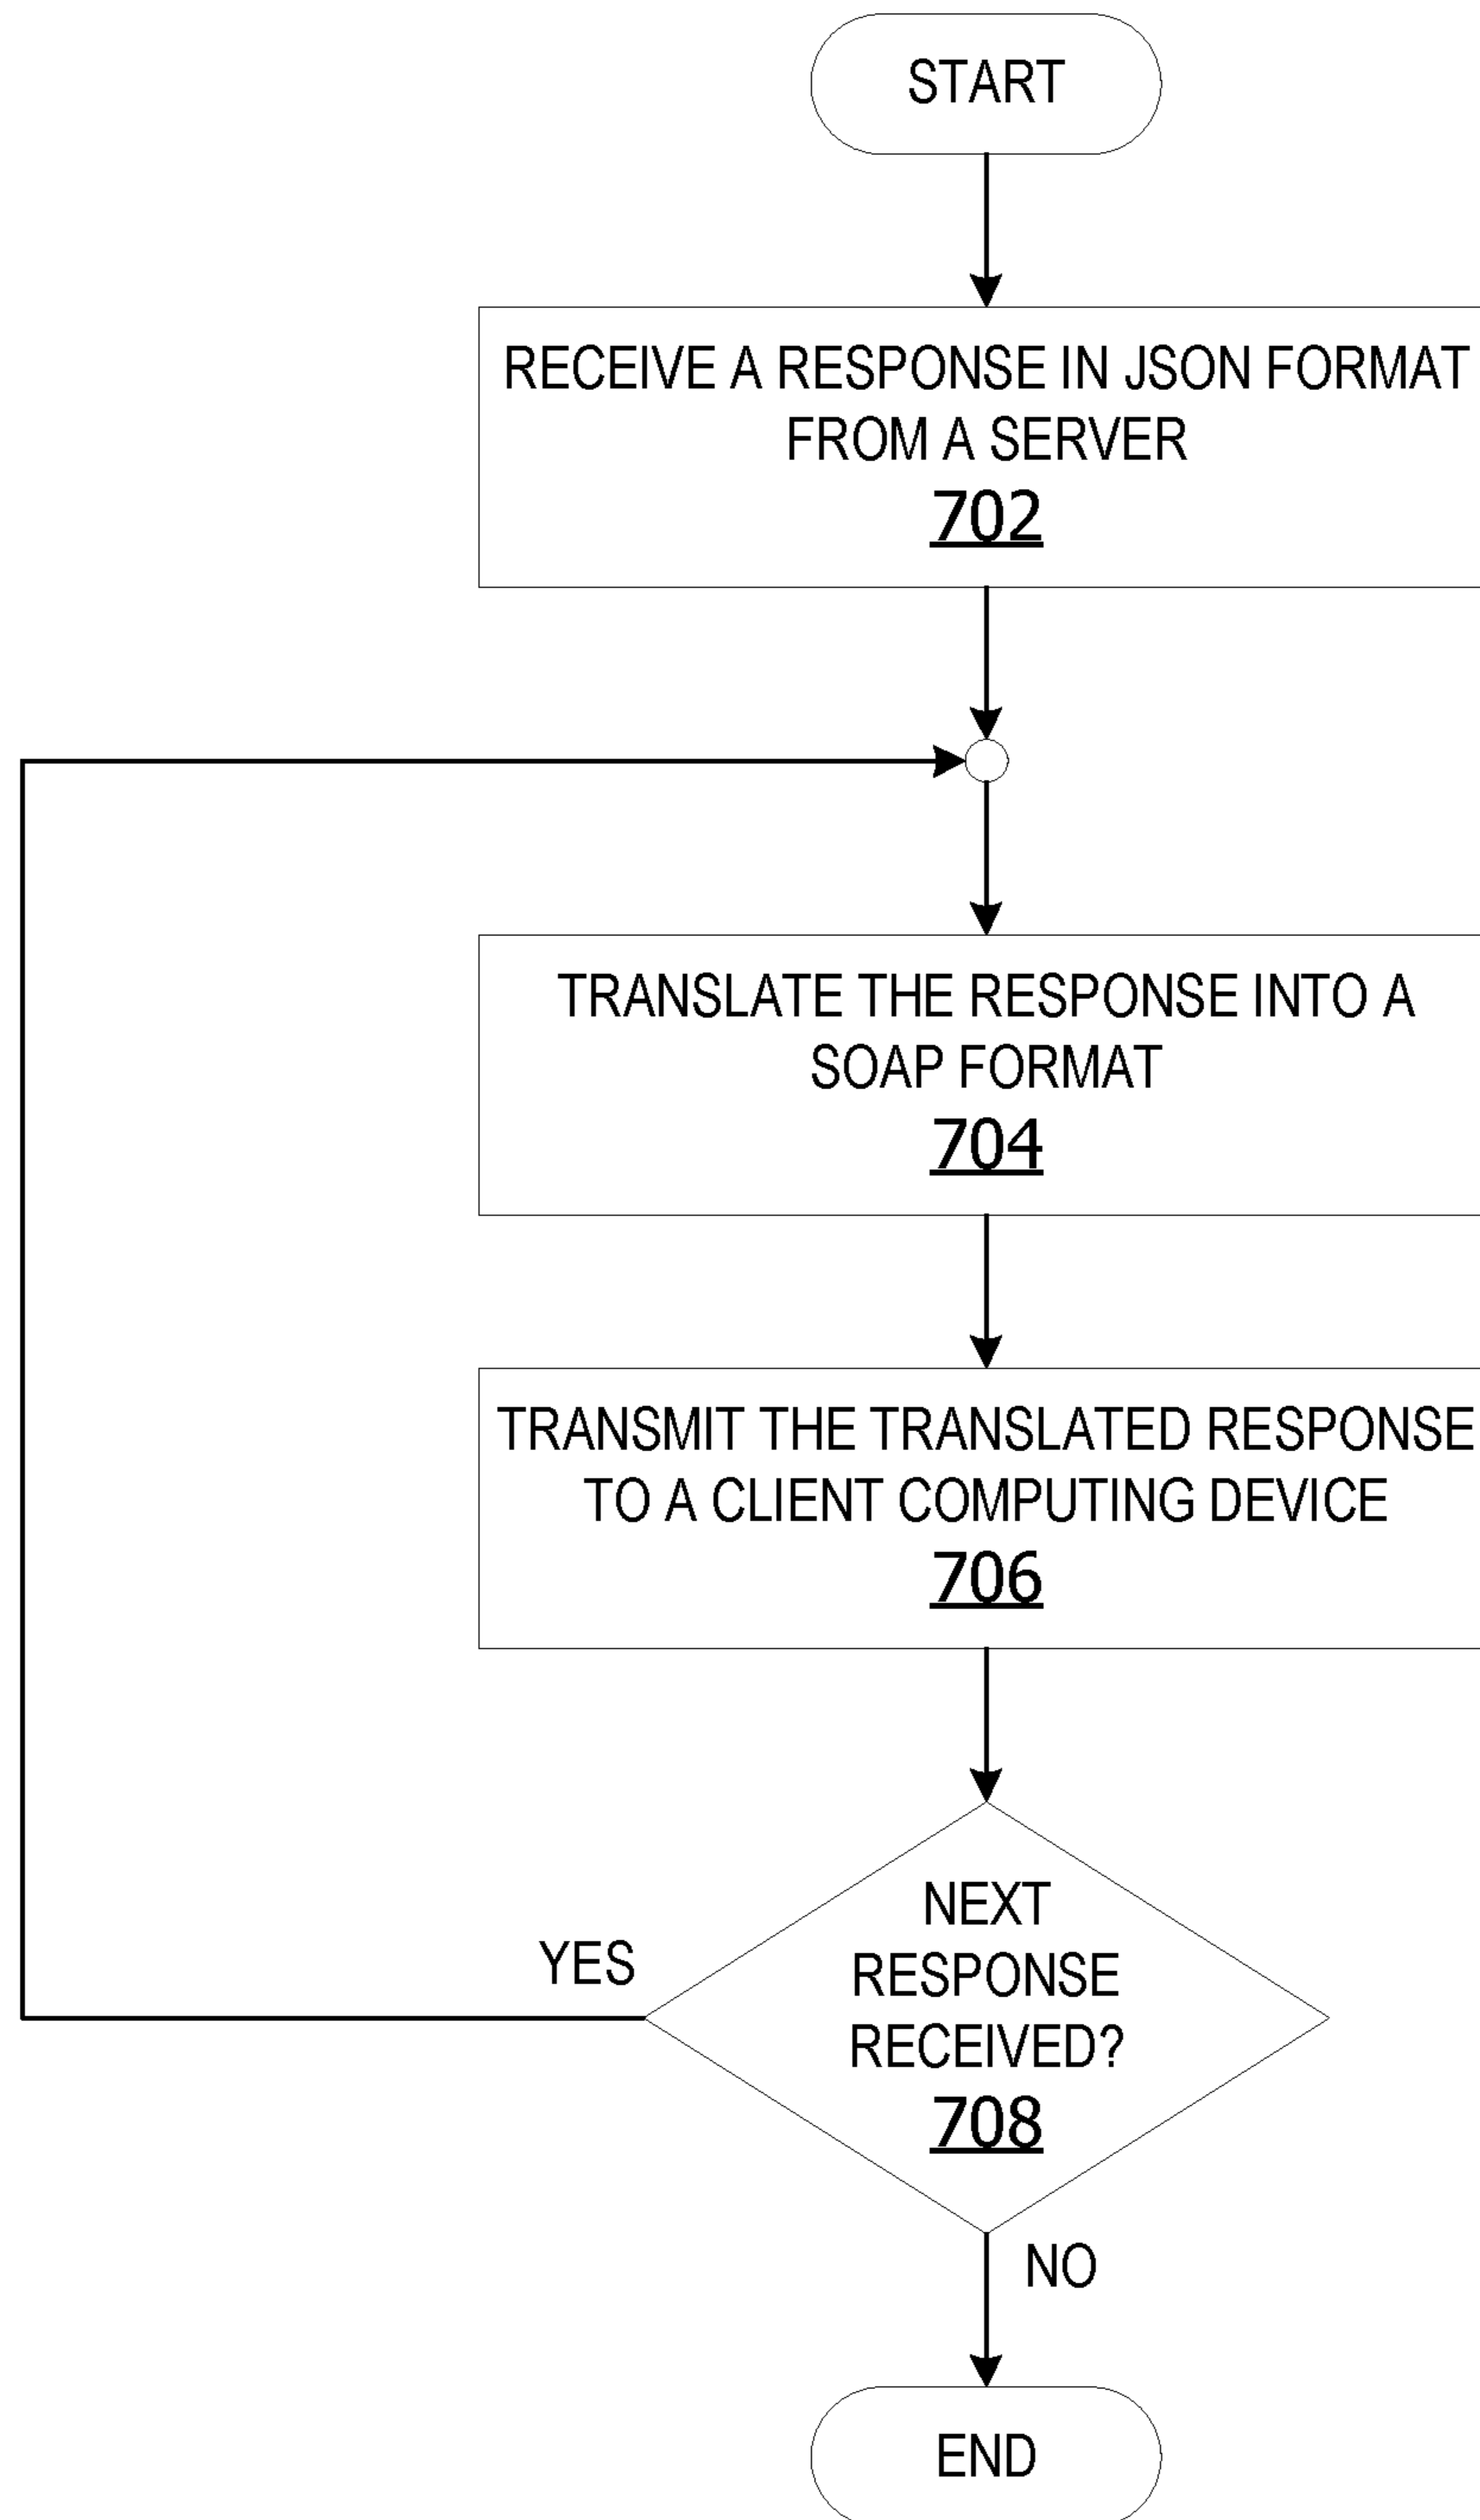 START
RECEIVE A RESPONSE IN JSON FORMAT
FROM A SERVER
702
TRANSLATE THE RESPONSE INTO A
SOAP FORMAT
704
TRANSMIT THE TRANSLATED RESPONSE
TO A CLIENT COMPUTING DEVICE
706
NEXT
RESPONSE
RECEIVED?
708
YES
NO
END